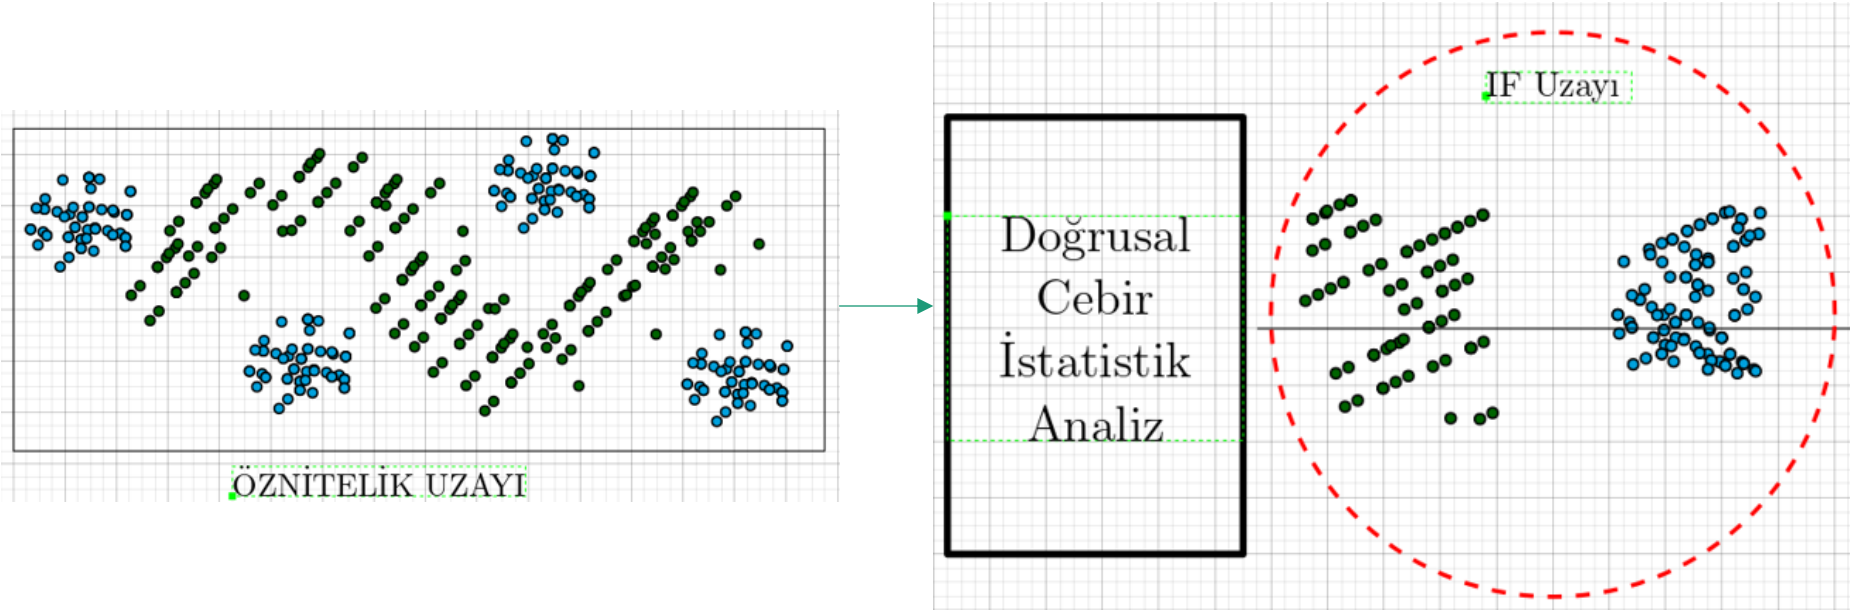 ÖZNİTELİK UZAYI
Doğrusal
Cebir
İstatistik
Analiz
IF Uzayı